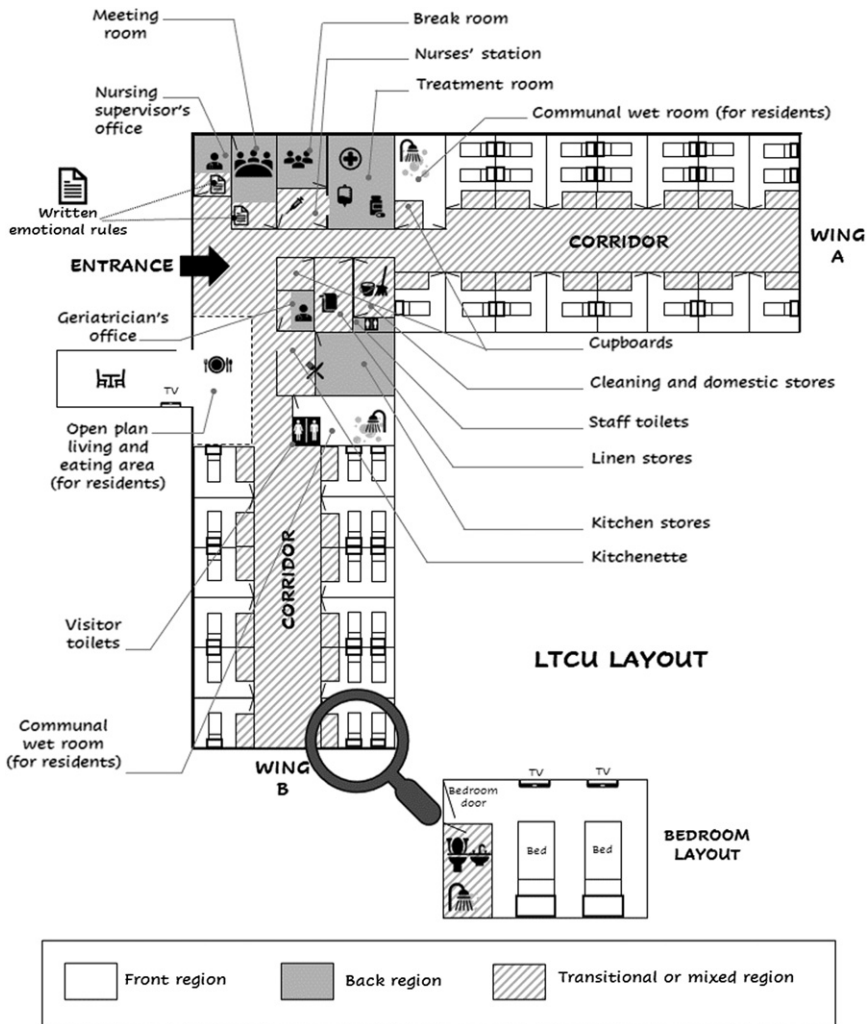 Meeting
room
Break room
Nurses' station
Treatment room
Nursing
supervisor's
office
Communal wet room (for residents)
Written
emotional rules
CORRIDOR
WING
A
ENTRANCE
Geriatrician's
office
Cupboards
TV
Cleaning and domestic stores
Open plan
living and
eating area
(for residents)
Staff toilets
Linen stores
Kitchen stores
Kitchenette
CORRIDOR
Visitor
toilets
LTCU LAYOUT
Communal
wet room
(for residents)
WING
B
TV
TV
Bedroom
door
Bed
Bed
BEDROOM
LAYOUT
Front region
Back region
Transitional or mixed region